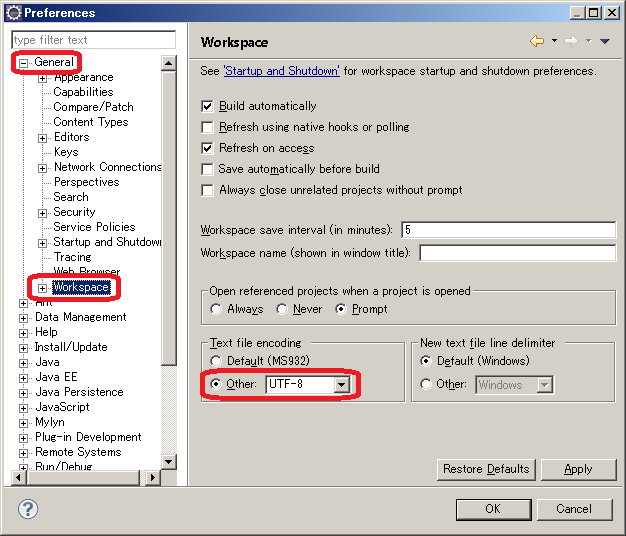 Preferences
type filter text
General
Appearance
Capabilities
Compare/Patch
Content Types
Editors
Keys
Network Connections
Perspectives
Search
Security
Service Policies
Startup and Shutdown
Tracing
Web Browser
Workspace
Ant
Data Management
Help
Install/Update
Java
Java EE
Java Persistence
JavaScript
Mylyn
Plug-in Development
Remote Systems
Run/Debug
Workspace
See 'Startup and Shutdown' for workspace startup and shutdown preferences.
Build automatically
Refresh using native hooks or polling
Refresh on access
Save automatically before build
Always close unrelated projects without prompt
Workspace save interval (in minutes): 5
Workspace name (shown in window title):
Open referenced projects when a project is opened
Always Never Prompt
Text file encoding
Default (MS932)
Other: UTF-8
New text file line delimiter
Default (Windows)
Other: Windows
Restore Defaults Apply
? OK Cancel